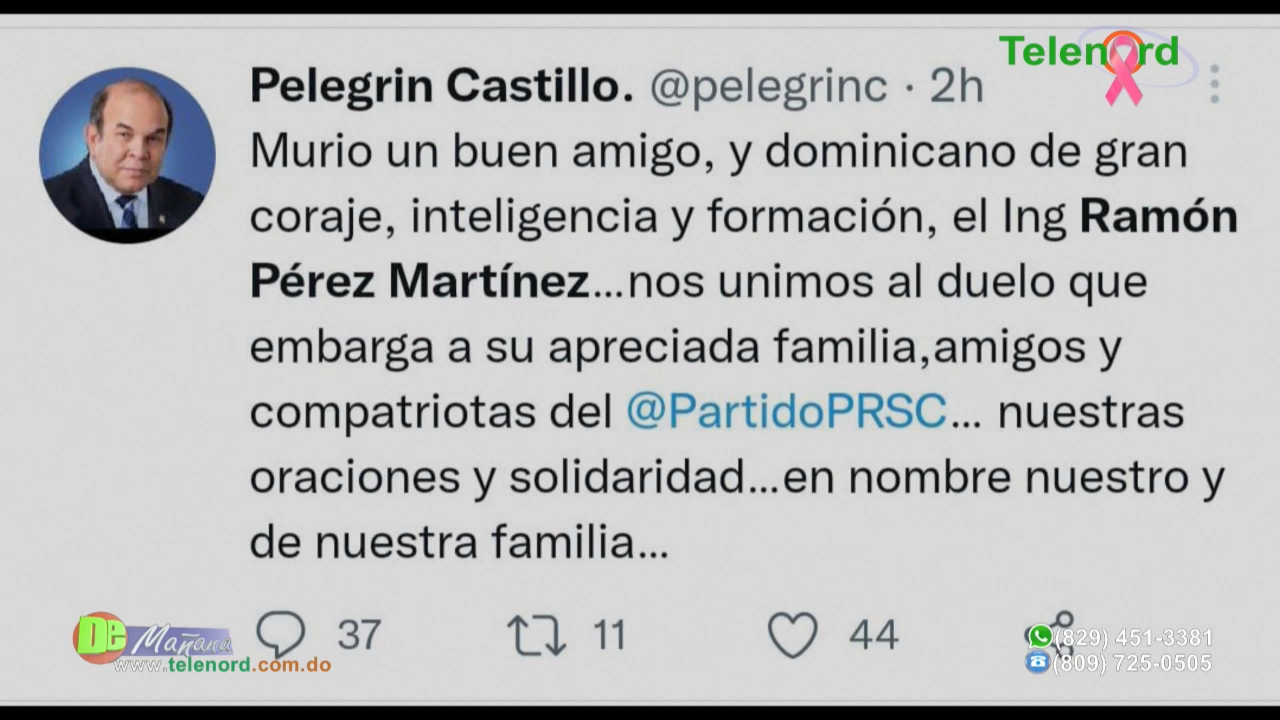 Telenord
Pelegrin Castillo. @pelegrinc · 2h
Murio un buen amigo, y dominicano de gran
coraje, inteligencia y formación, el Ing Ramón
Pérez Martínez...nos unimos al duelo que
embarga a su apreciada familia,amigos y
compatriotas del @PartidoPRSC... nuestras
oraciones y solidaridad...en nombre nuestro y
de nuestra familia...
37 11 44
De Mañana
www.telenord.com.do
(829) 451-3381
(809) 725-0505